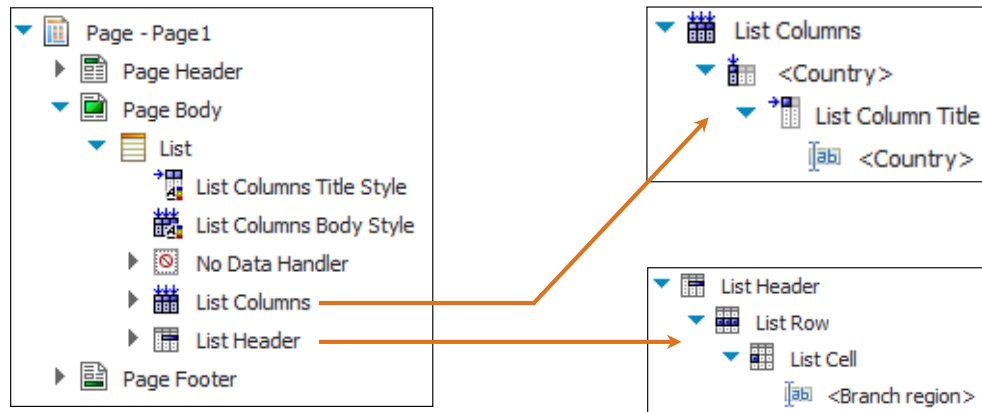 Page - Page1
Page Header
Page Body
List
List Columns Title Style
List Columns Body Style
No Data Handler
List Columns
List Header
Page Footer
List Columns
<Country>
List Column Title
<Country>
List Header
List Row
List Cell
<Branch region>